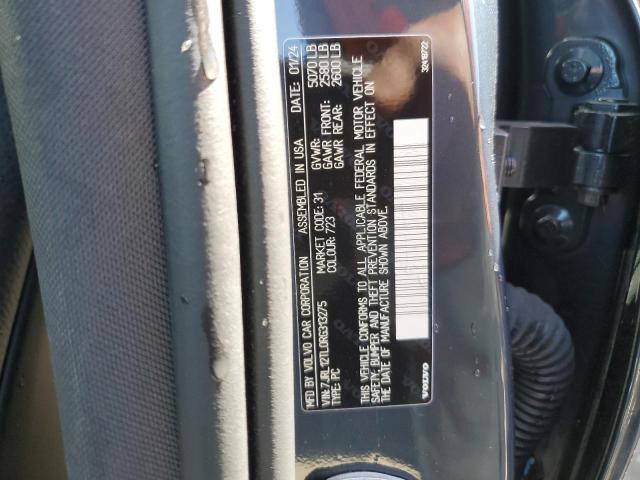 MFD BY VOLVO CAR CORPORATION ASSEMBLED IN USA DATE: 01/24
VIN: 7JRL12TL0RG313275 MARKET CODE: 31 GVWR: 5070 LB
TYPE: PC COLOUR: 723 GAWR FRONT: 2580 LB
GAWR REAR: 2600 LB
THIS VEHICLE CONFORMS TO ALL APPLICABLE FEDERAL MOTOR VEHICLE
SAFETY, BUMPER AND THEFT PREVENTION STANDARDS IN EFFECT ON
THE DATE OF MANUFACTURE SHOWN ABOVE.
VOLVO 32418722